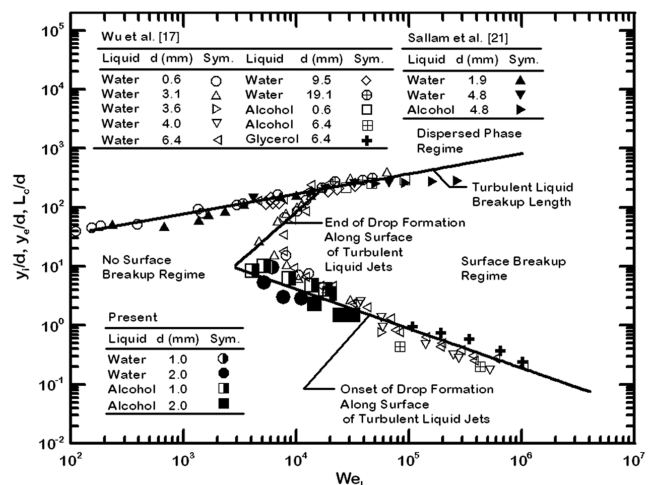 Wu et al. [17]
Liquid d (mm) Sym. Liquid d (mm) Sym.
Water 0.6 Water 9.5
Water 3.1 Water 19.1
Water 3.6 Alcohol 0.6
Water 4.0 Alcohol 6.4
Water 6.4 Glycerol 6.4
Sallam et al. [21]
Liquid d (mm) Sym.
Water 1.9
Water 4.8
Alcohol 4.8
Dispersed Phase
Regime
Turbulent Liquid
Breakup Length
End of Drop Formation
Along Surface
of Turbulent
Liquid Jets
No Surface
Breakup Regime
Surface Breakup
Regime
Present
Liquid d (mm) Sym.
Water 1.0
Water 2.0
Alcohol 1.0
Alcohol 2.0
Onset of Drop Formation
Along Surface
of Turbulent Liquid Jets
10^5
10^4
10^3
10^2
10^1
10^0
10^-1
10^-2
y_i/d, y_e/d, L_c/d
10^2 10^3 10^4 10^5 10^6 10^7
We_L